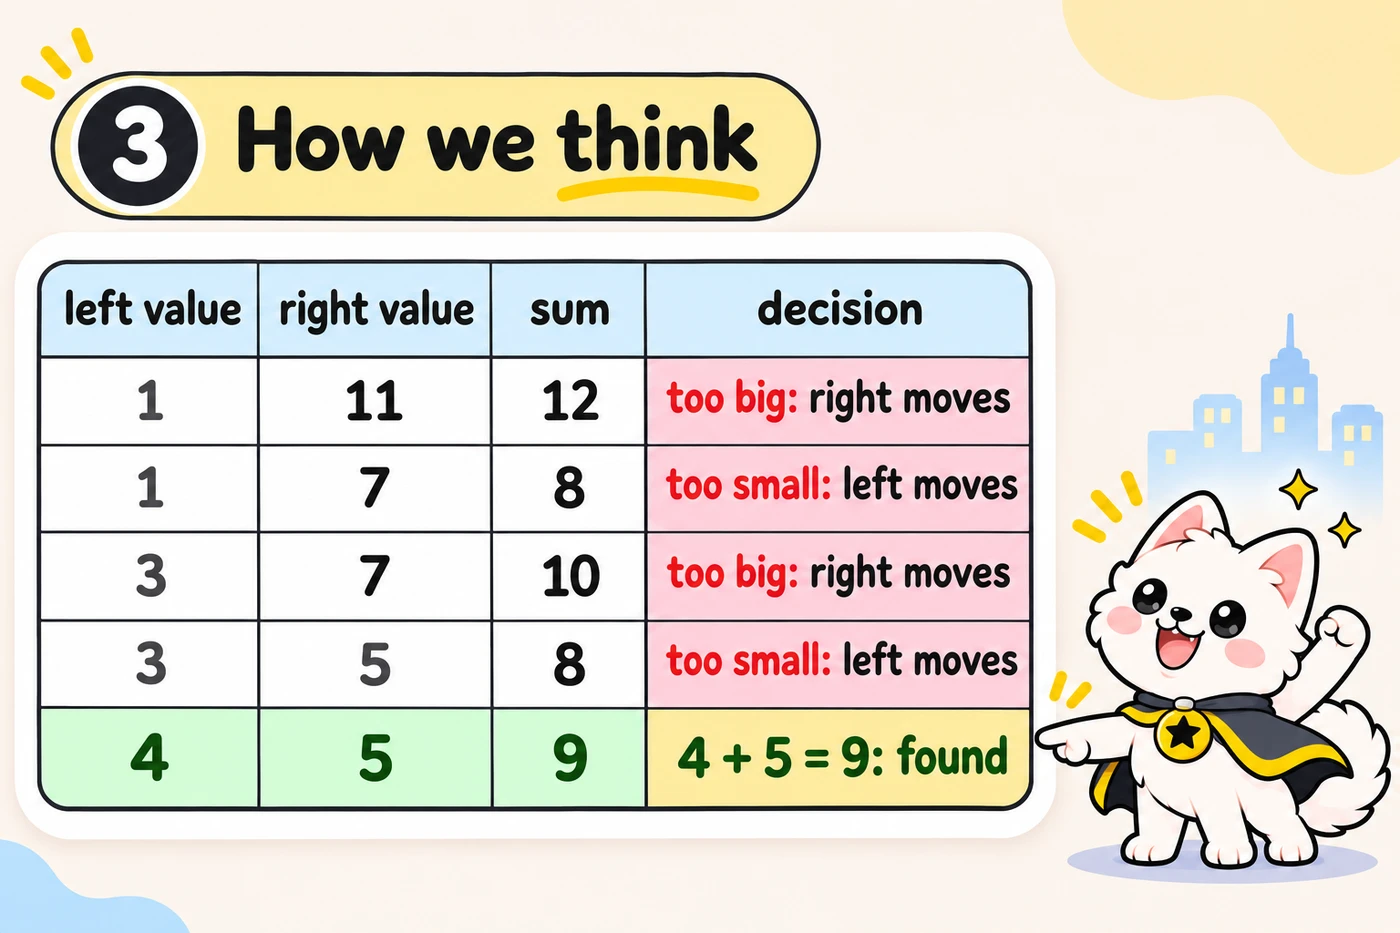 3 How we think
left value right value sum decision
1 11 12 too big: right moves
1 7 8 too small: left moves
3 7 10 too big: right moves
3 5 8 too small: left moves
4 5 9 4 + 5 = 9: found